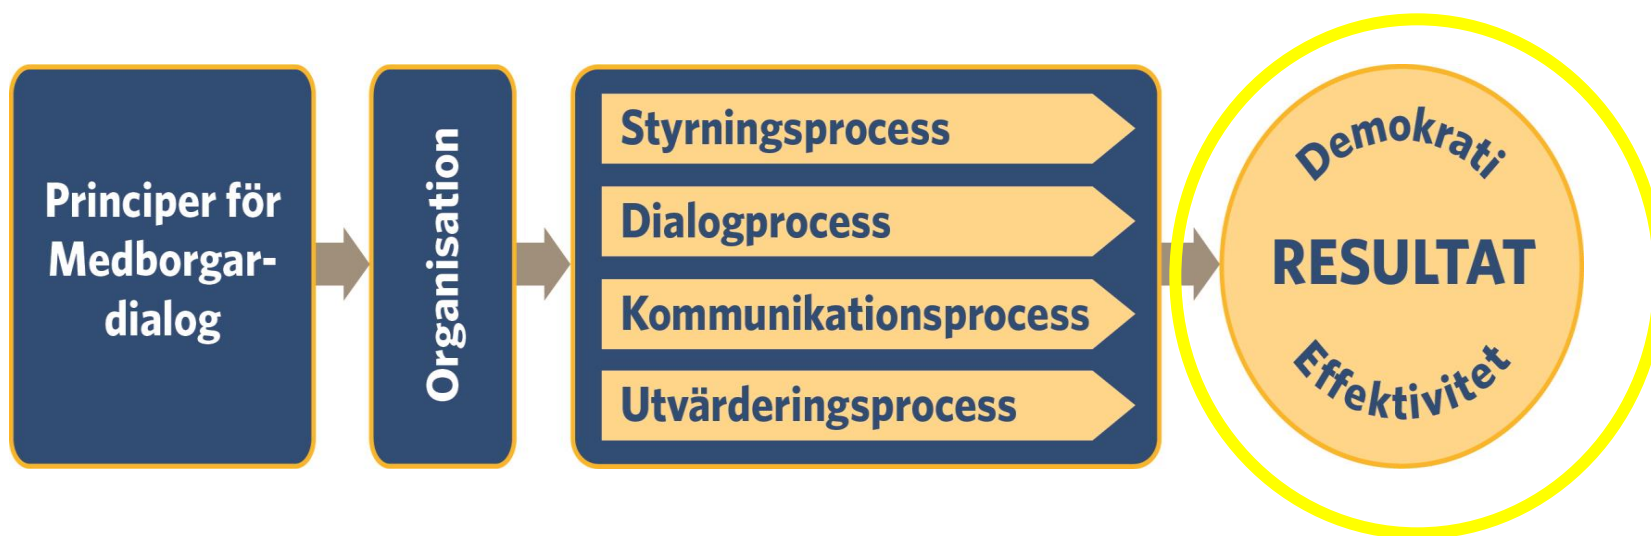 Principer för
Medborgar-
dialog
Organisation
Styrningsprocess
Dialogprocess
Kommunikationsprocess
Utvärderingsprocess
Demokrati
RESULTAT
Effektivitet